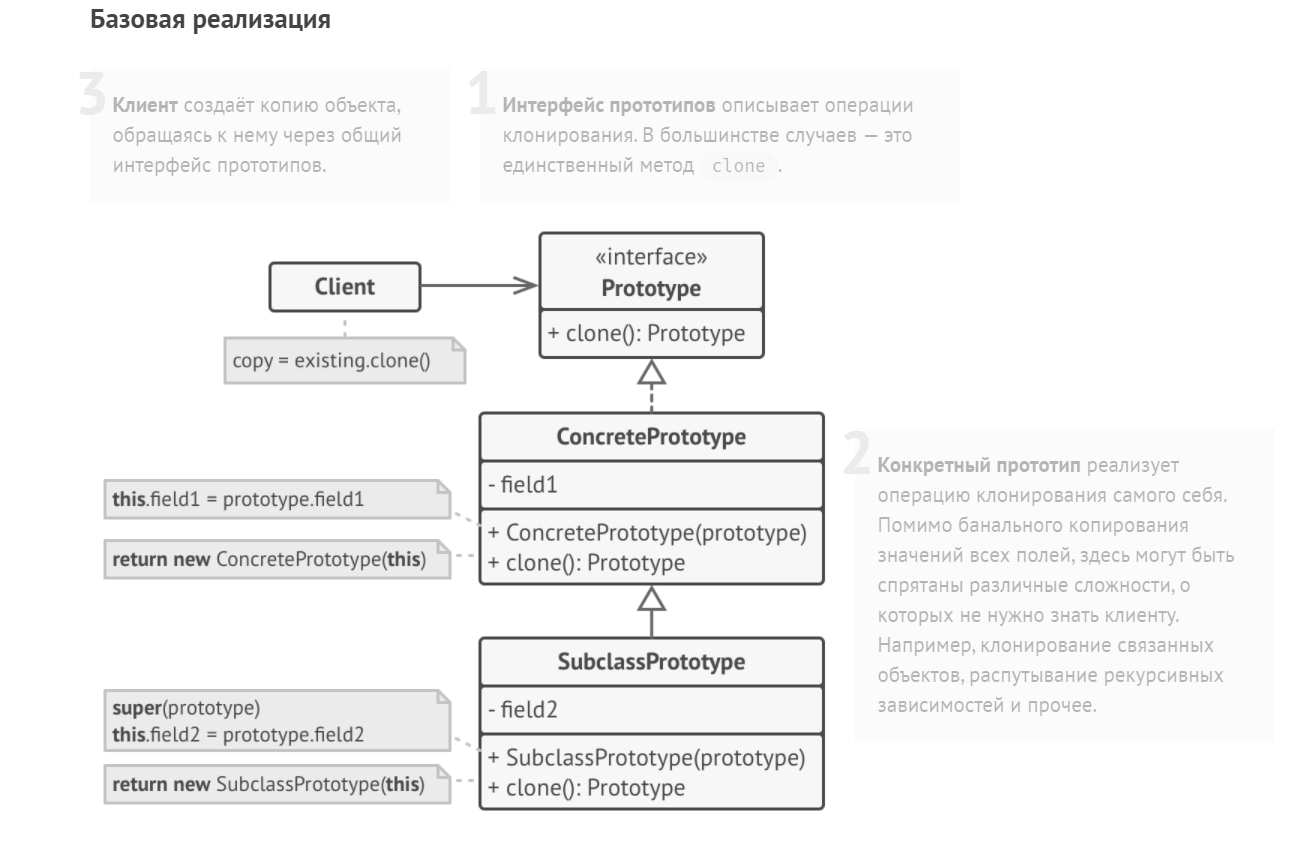 Базовая реализация
3
Клиент создаёт копию объекта,
обращаясь к нему через общий
интерфейс прототипов.
1
Интерфейс прототипов описывает операции
клонирования. В большинстве случаев — это
единственный метод clone.
Client
copy = existing.clone()
«interface»
Prototype
+ clone(): Prototype
ConcretePrototype
- field1
+ ConcretePrototype(prototype)
+ clone(): Prototype
this.field1 = prototype.field1
return new ConcretePrototype(this)
2
Конкретный прототип реализует
операцию клонирования самого себя.
Помимо банального копирования
значений всех полей, здесь могут быть
спрятаны различные сложности, о
которых не нужно знать клиенту.
Например, клонирование связанных
объектов, распутывание рекурсивных
зависимостей и прочее.
SubclassPrototype
- field2
+ SubclassPrototype(prototype)
+ clone(): Prototype
super(prototype)
this.field2 = prototype.field2
return new SubclassPrototype(this)